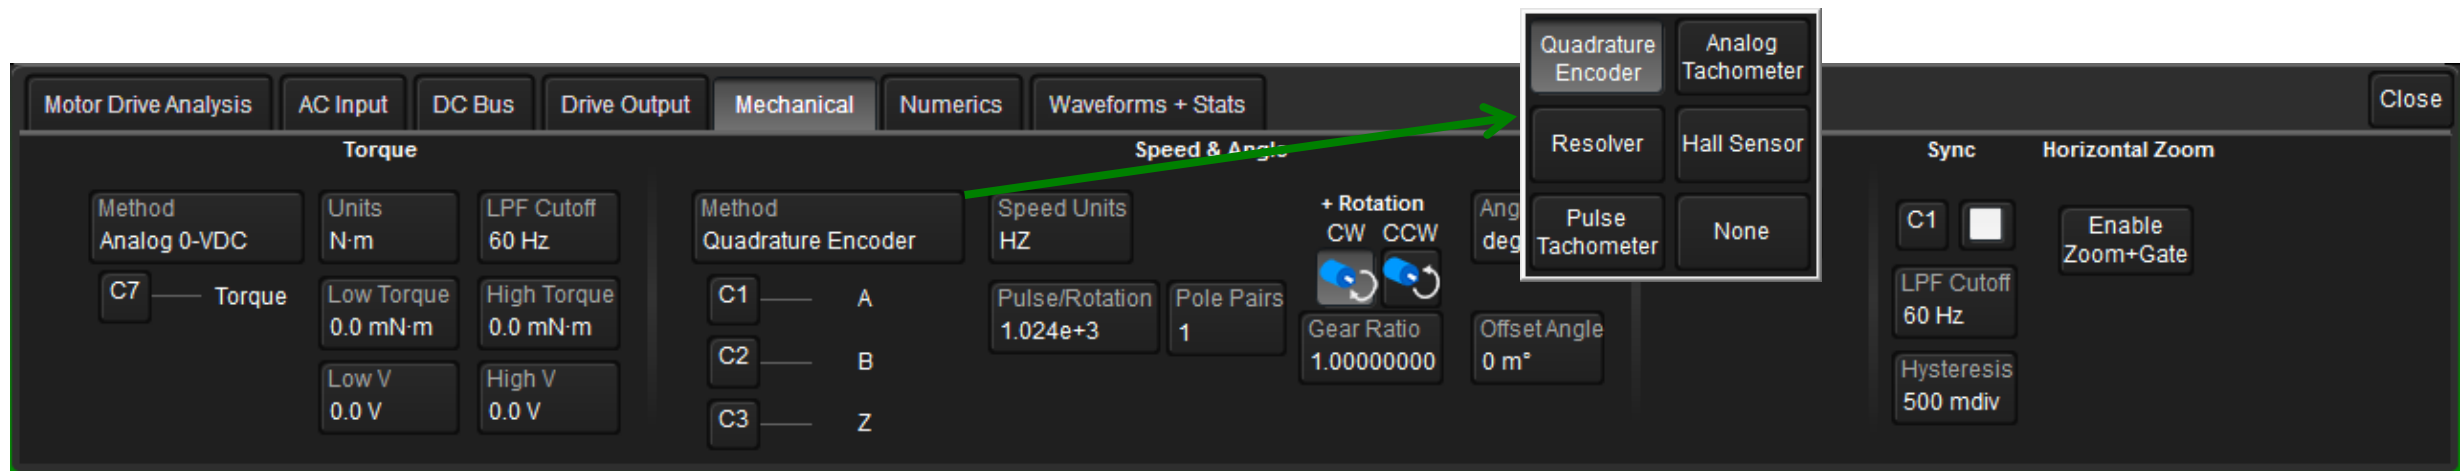 Quadrature Encoder
Analog Tachometer
Resolver
Hall Sensor
Pulse Tachometer
None
Motor Drive Analysis
AC Input
DC Bus
Drive Output
Mechanical
Numerics
Waveforms + Stats
Close
Torque
Method
Analog 0-VDC
C7
Torque
Units
N·m
LPF Cutoff
60 Hz
Low Torque
0.0 mN·m
High Torque
0.0 mN·m
Low V
0.0 V
High V
0.0 V
Speed & Angle
Method
Quadrature Encoder
C1
A
C2
B
C3
Z
Speed Units
HZ
Pulse/Rotation
1.024e+3
Pole Pairs
1
+ Rotation
CW CCW
Gear Ratio
1.00000000
Ang
deg
Offset Angle
0 m°
Sync
C1
LPF Cutoff
60 Hz
Hysteresis
500 mdiv
Horizontal Zoom
Enable
Zoom+Gate